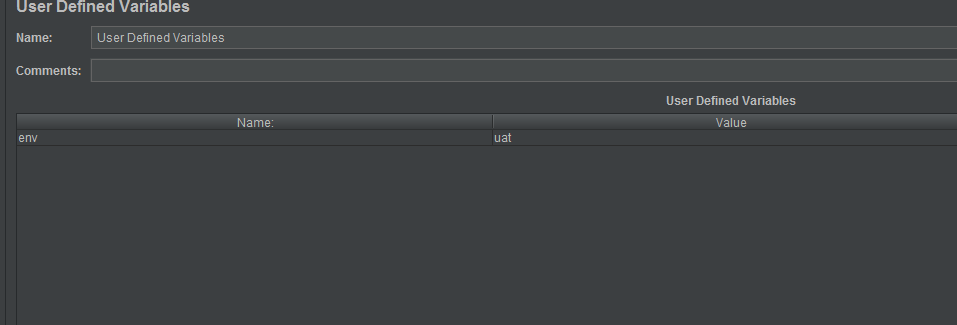 User Defined Variables
Name: User Defined Variables
Comments:
User Defined Variables
Name: Value
env uat